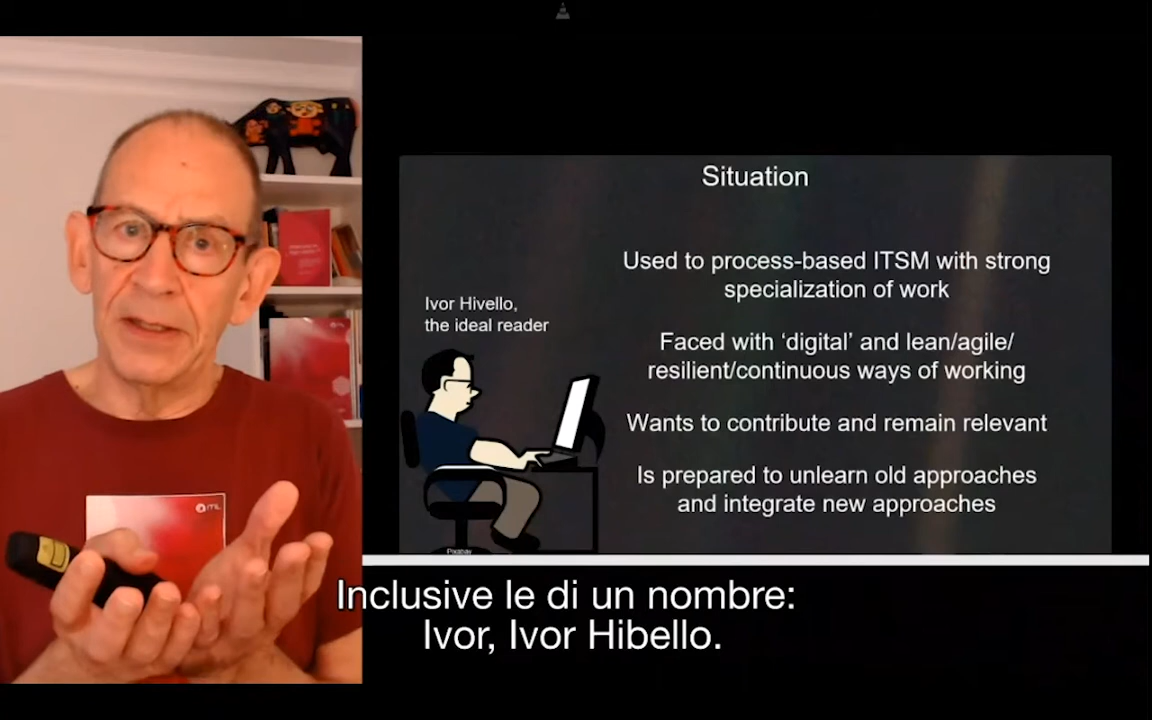 Situation
Used to process-based ITSM with strong
specialization of work
Ivor Hivello,
the ideal reader
Faced with ‘digital’ and lean/agile/
resilient/continuous ways of working
Wants to contribute and remain relevant
Is prepared to unlearn old approaches
and integrate new approaches
Pixabay
Inclusive le di un nombre:
Ivor, Ivor Hibello.